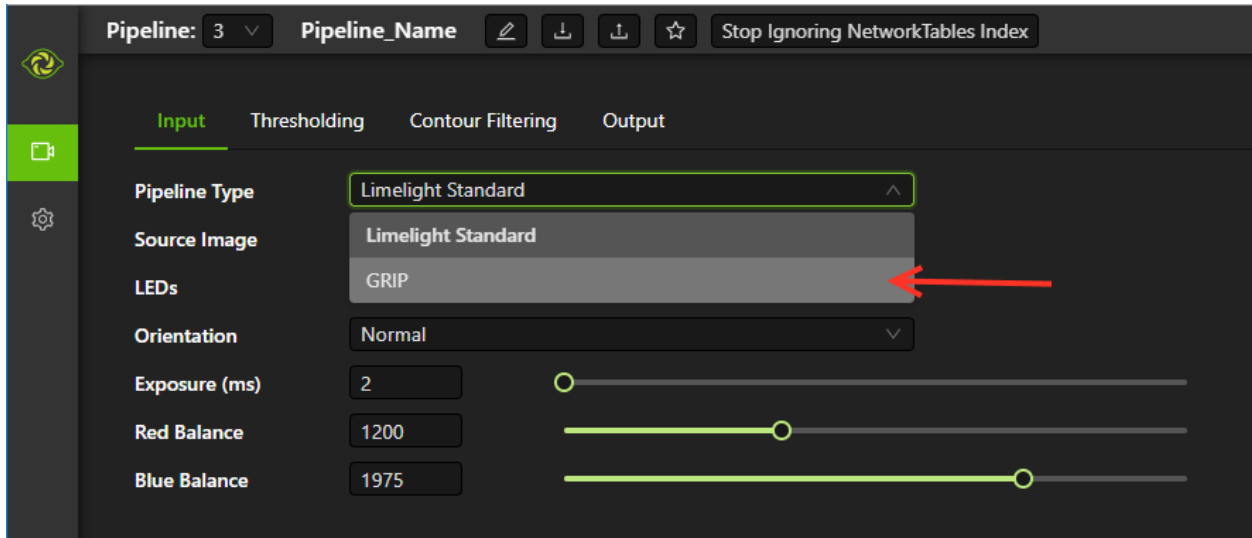 Pipeline: 3 Pipeline_Name Stop Ignoring NetworkTables Index
Input Thresholding Contour Filtering Output
Pipeline Type Limelight Standard
Source Image Limelight Standard
LEDs GRIP
Orientation Normal
Exposure (ms) 2
Red Balance 1200
Blue Balance 1975